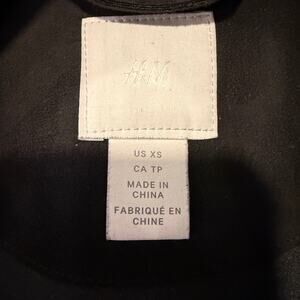 H&M
US XS
CA TP
MADE IN
CHINA
FABRIQUÉ EN
CHINE